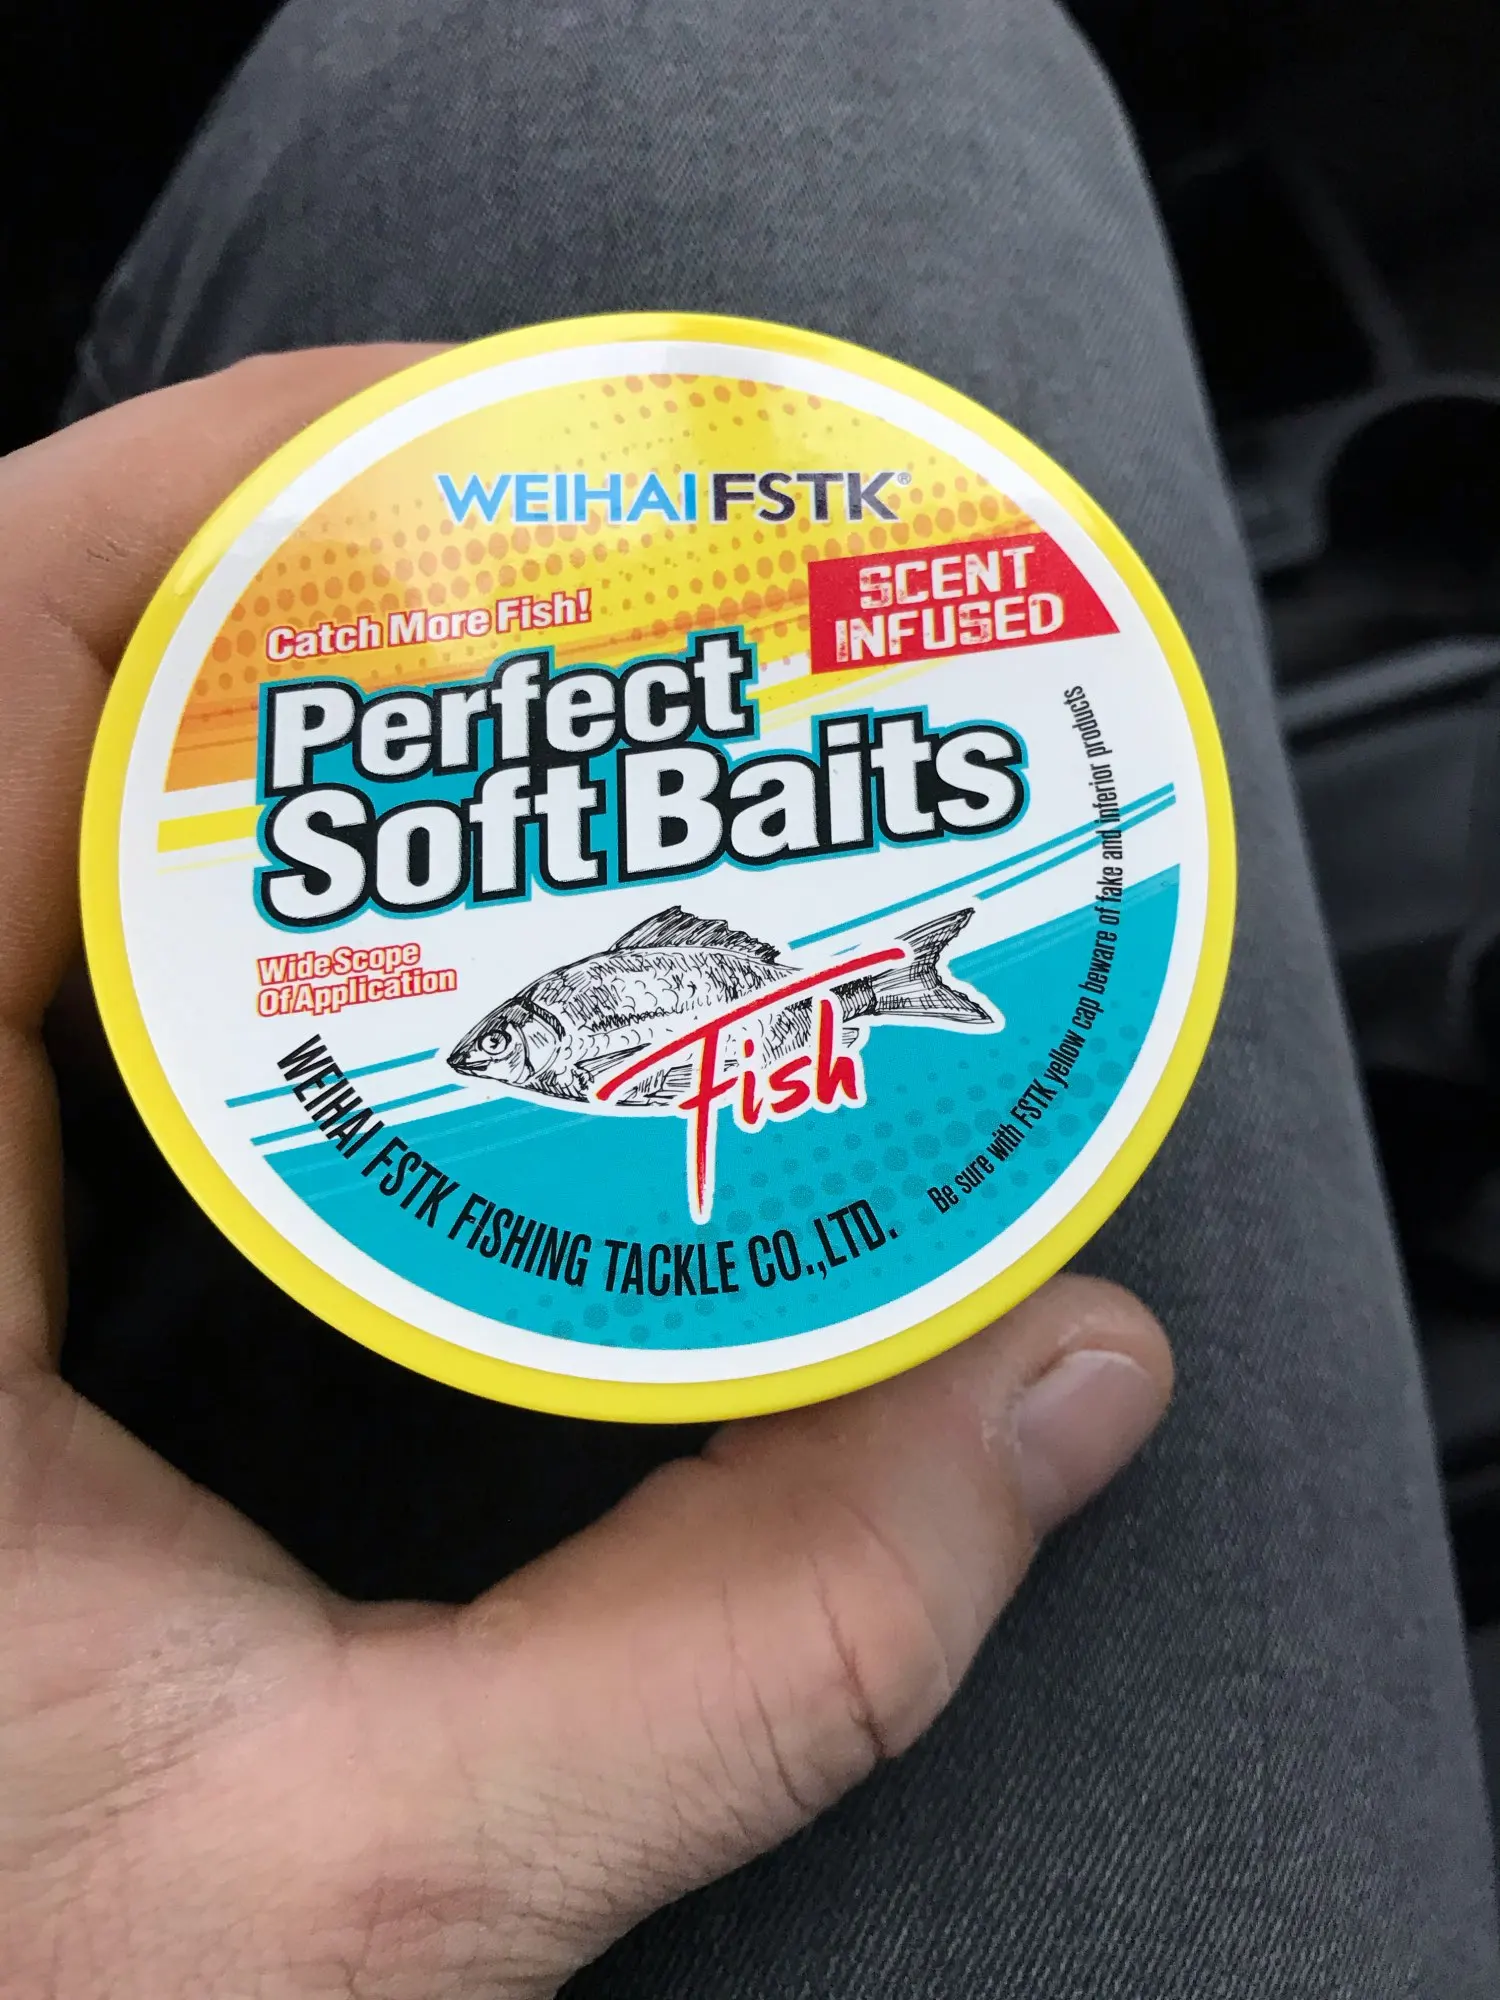 WEIHAI FSTK®
SCENT
INFUSED
Catch More Fish!
Perfect
Soft Baits
Wide Scope
Of Application
Fish
WEIHAI FSTK FISHING TACKLE CO.,LTD.
Be sure with FSTK yellow cap beware of fake and inferior products